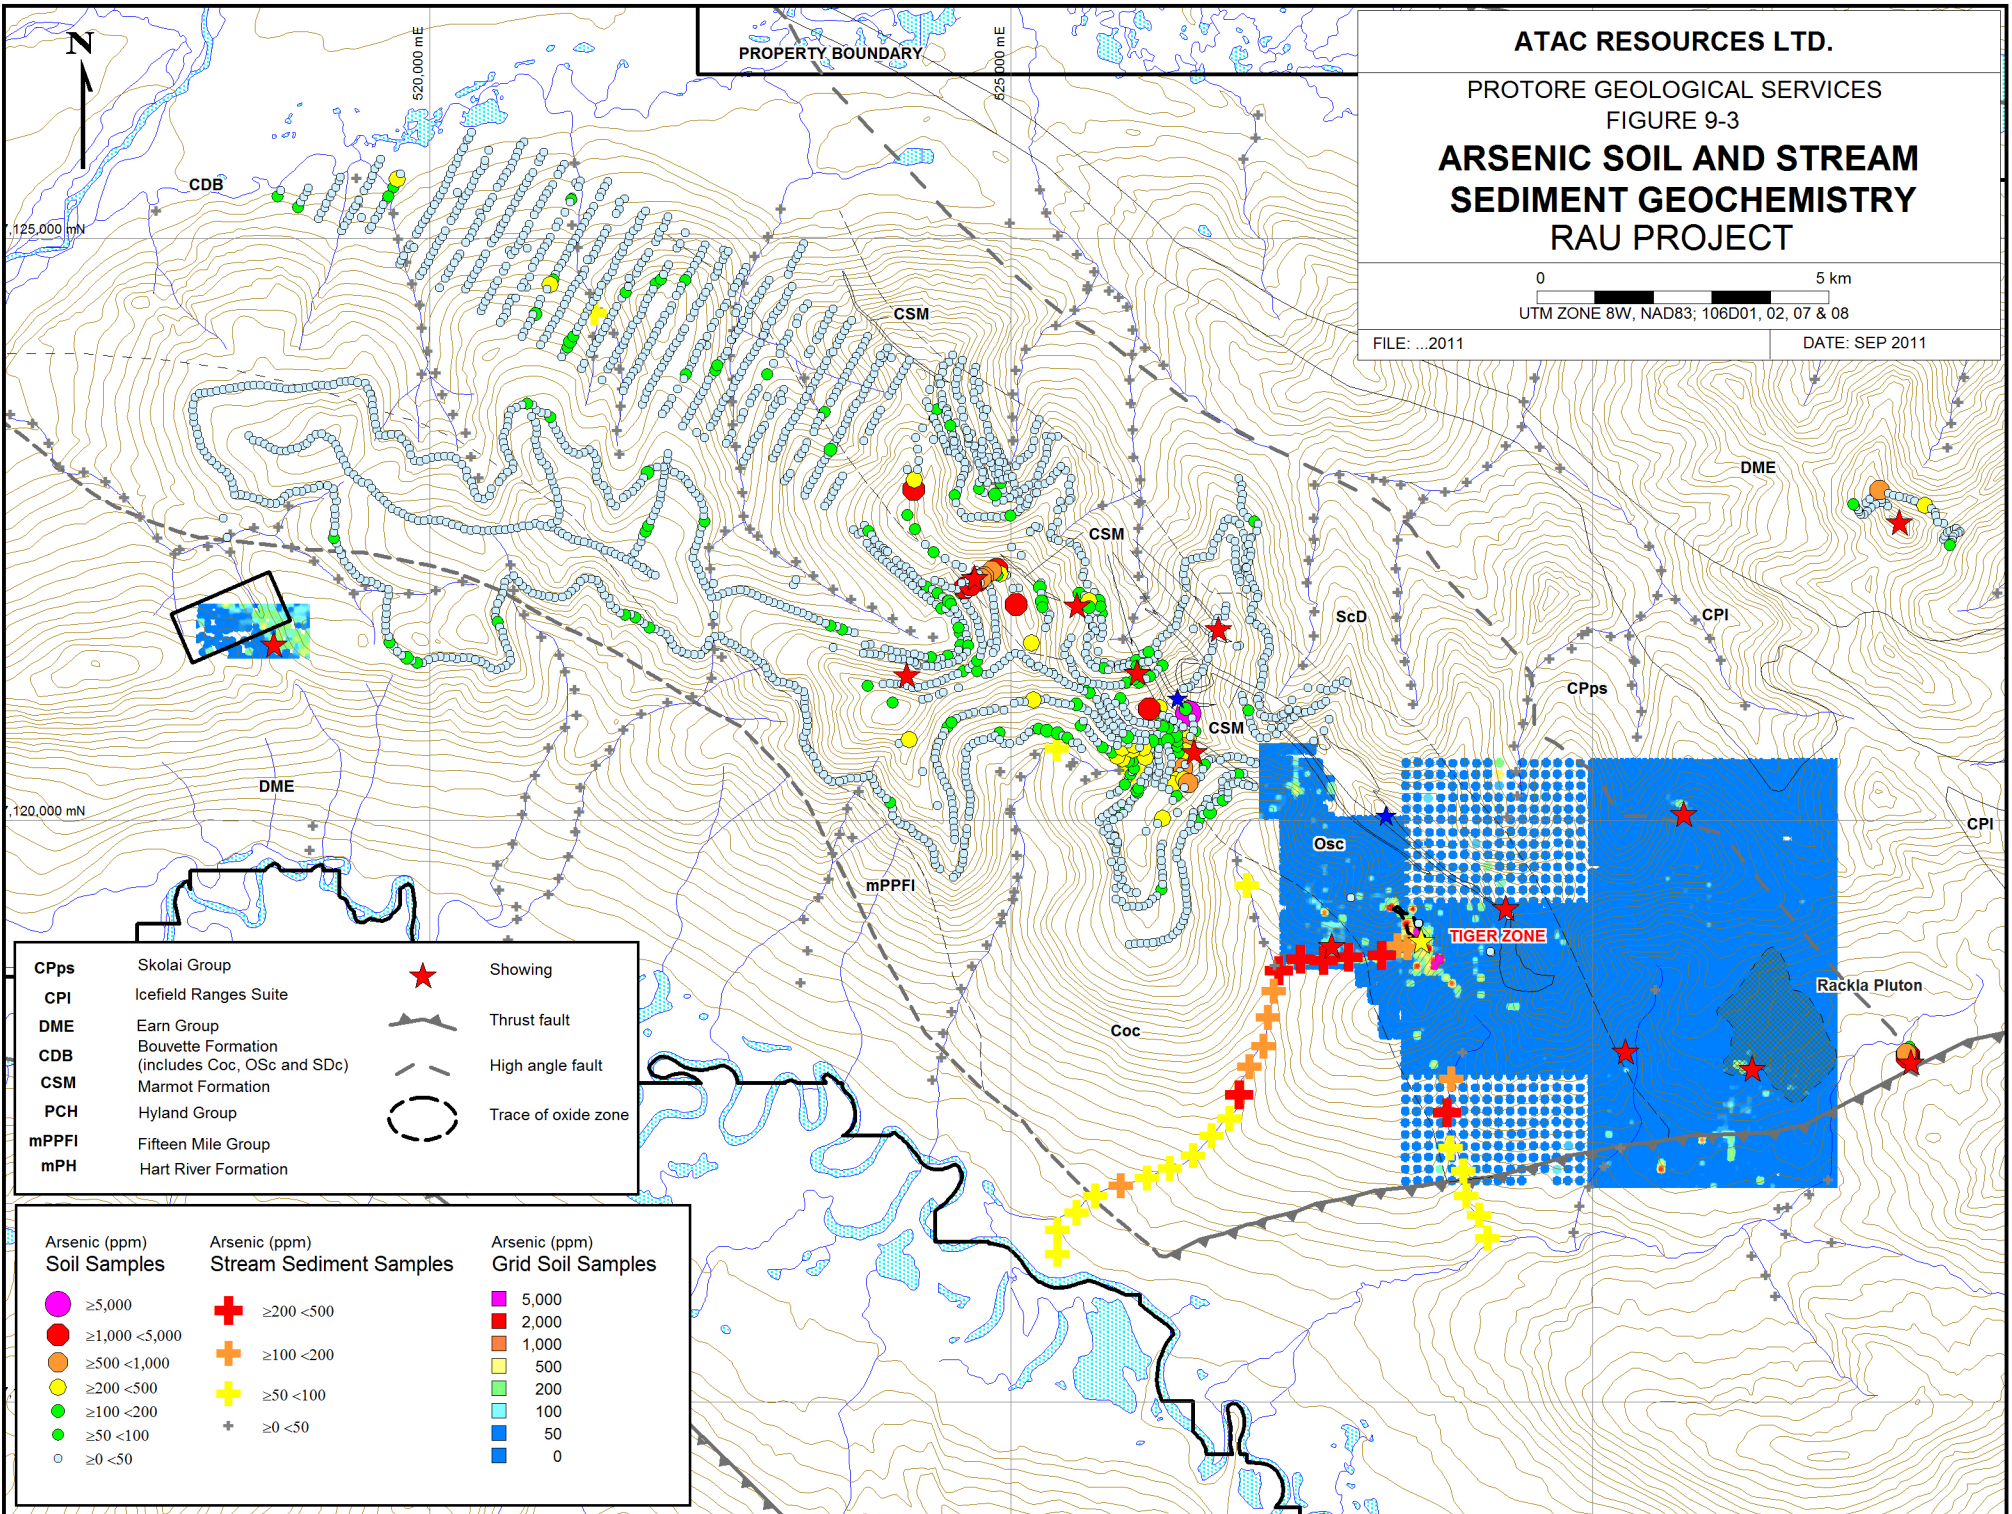 N
PROPERTY BOUNDARY
520,000 mE
525,000 mE
ATAC RESOURCES LTD.
PROTORE GEOLOGICAL SERVICES
FIGURE 9-3
ARSENIC SOIL AND STREAM
SEDIMENT GEOCHEMISTRY
RAU PROJECT
0 5 km
UTM ZONE 8W, NAD83; 106D01, 02, 07 & 08
FILE: ...2011
DATE: SEP 2011
CDB
,125,000 mN
CSM
DME
CSM
ScD
CPI
CPps
CSM
DME
,120,000 mN
CPI
Osc
mPPFI
TIGER ZONE
Rackla Pluton
Coc
CPps Skolai Group
CPI Icefield Ranges Suite
DME Earn Group
CDB Bouvette Formation
(includes Coc, OSc and SDc)
CSM Marmot Formation
PCH Hyland Group
mPPFI Fifteen Mile Group
mPH Hart River Formation
Showing
Thrust fault
High angle fault
Trace of oxide zone
Arsenic (ppm)
Soil Samples
≥5,000
≥1,000 <5,000
≥500 <1,000
≥200 <500
≥100 <200
≥50 <100
≥0 <50
Arsenic (ppm)
Stream Sediment Samples
≥200 <500
≥100 <200
≥50 <100
≥0 <50
Arsenic (ppm)
Grid Soil Samples
5,000
2,000
1,000
500
200
100
50
0